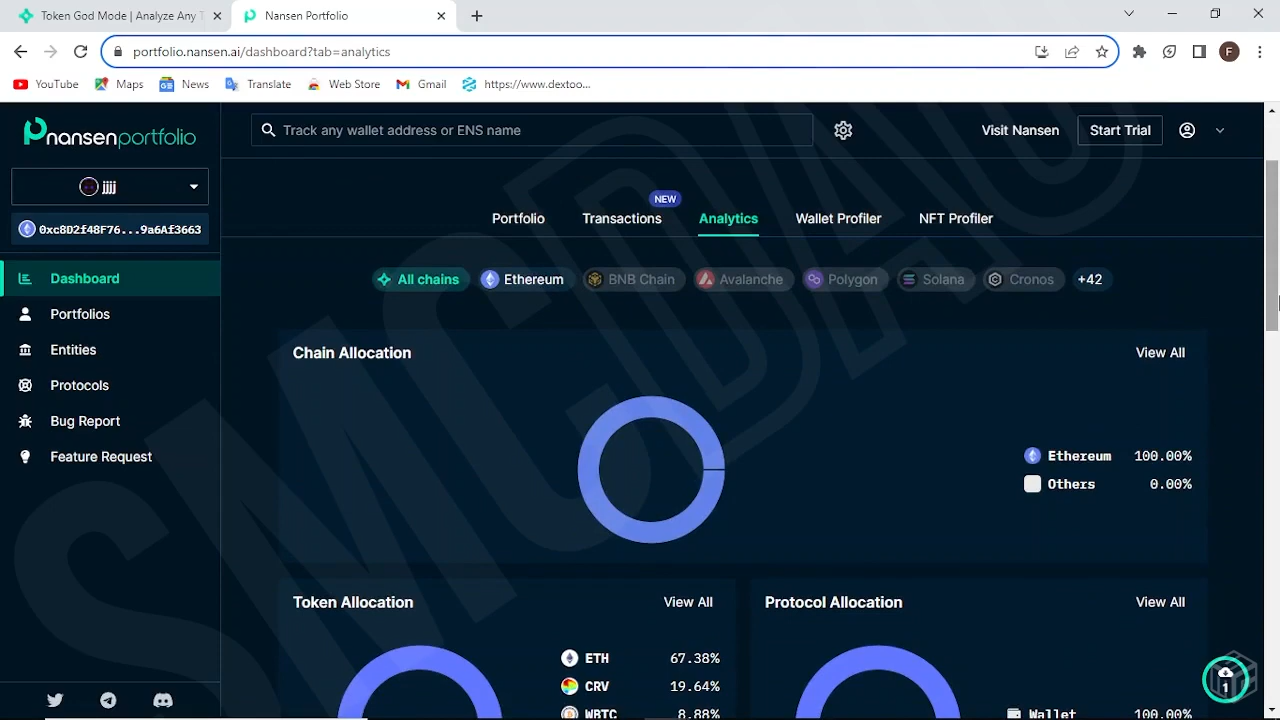 Token God Mode | Analyze Any T
Nansen Portfolio
portfolio.nansen.ai/dashboard?tab=analytics
F
YouTube
Maps
News
Translate
Web Store
Gmail
https://www.dextoo...
nansenportfolio
Track any wallet address or ENS name
Visit Nansen
Start Trial
jjjj
0xc8D2f48F76...9a6Af3663
NEW
Portfolio
Transactions
Analytics
Wallet Profiler
NFT Profiler
All chains
Ethereum
BNB Chain
Avalanche
Polygon
Solana
Cronos
+42
Dashboard
Portfolios
Entities
Protocols
Bug Report
Feature Request
Chain Allocation
View All
Ethereum 100.00%
Others 0.00%
Token Allocation
View All
ETH 67.38%
CRV 19.64%
WBTC 8.88%
Protocol Allocation
View All
Wallet 100.00%
1
SMCDAO